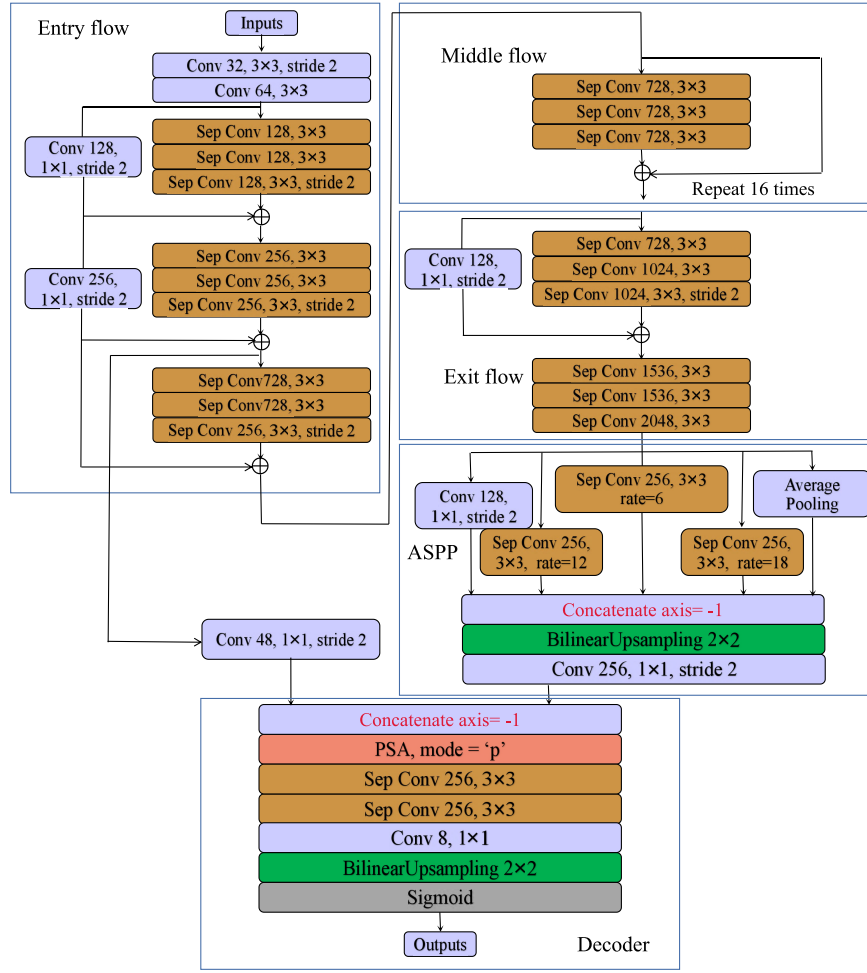 Entry flow
Inputs
Conv 32, 3×3, stride 2
Conv 64, 3×3
Conv 128,
1×1, stride 2
Sep Conv 128, 3×3
Sep Conv 128, 3×3
Sep Conv 128, 3×3, stride 2
Conv 256,
1×1, stride 2
Sep Conv 256, 3×3
Sep Conv 256, 3×3
Sep Conv 256, 3×3, stride 2
Sep Conv728, 3×3
Sep Conv728, 3×3
Sep Conv 256, 3×3, stride 2
Middle flow
Sep Conv 728, 3×3
Sep Conv 728, 3×3
Sep Conv 728, 3×3
Repeat 16 times
Conv 128,
1×1, stride 2
Sep Conv 728, 3×3
Sep Conv 1024, 3×3
Sep Conv 1024, 3×3, stride 2
Exit flow
Sep Conv 1536, 3×3
Sep Conv 1536, 3×3
Sep Conv 2048, 3×3
Conv 128,
1×1, stride 2
Sep Conv 256, 3×3
rate=6
Average
Pooling
ASPP
Sep Conv 256,
3×3, rate=12
Sep Conv 256,
3×3, rate=18
Concatenate axis= -1
BilinearUpsampling 2×2
Conv 256, 1×1, stride 2
Conv 48, 1×1, stride 2
Concatenate axis= -1
PSA, mode = ‘p’
Sep Conv 256, 3×3
Sep Conv 256, 3×3
Conv 8, 1×1
BilinearUpsampling 2×2
Sigmoid
Outputs
Decoder